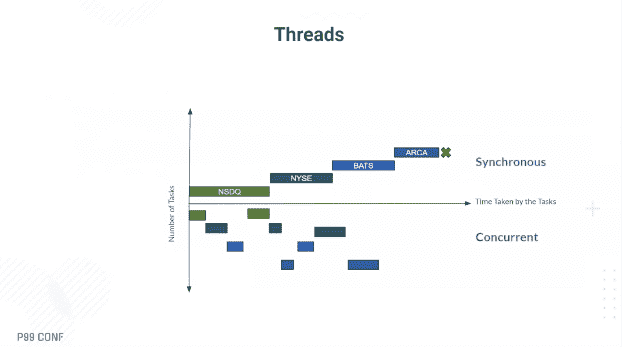 Threads
ARCA
Synchronous
BATS
NYSE
NSDQ
Time Taken by the Tasks
Number of Tasks
Concurrent
P99 CONF